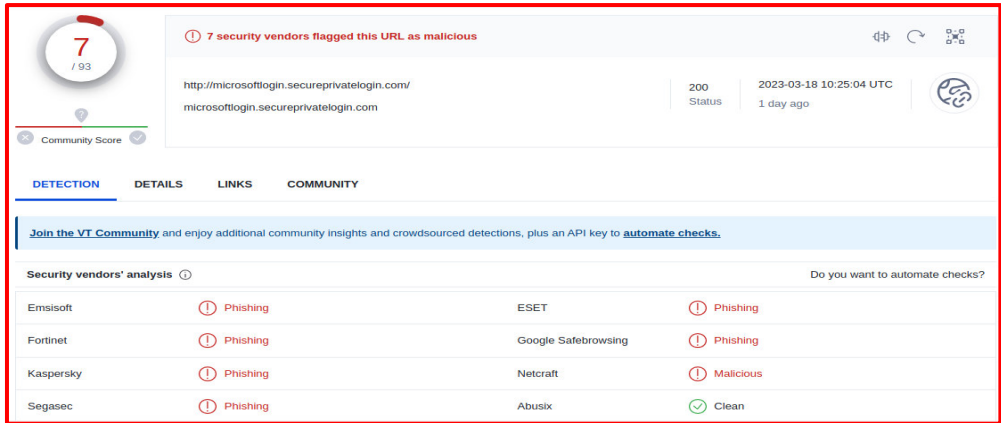 7
/ 93
?
Community Score
7 security vendors flagged this URL as malicious
http://microsoftlogin.secureprivatelogin.com/
microsoftlogin.secureprivatelogin.com
200
Status
2023-03-18 10:25:04 UTC
1 day ago
DETECTION DETAILS LINKS COMMUNITY
Join the VT Community and enjoy additional community insights and crowdsourced detections, plus an API key to automate checks.
Security vendors' analysis Do you want to automate checks?
Emsisoft Phishing ESET Phishing
Fortinet Phishing Google Safebrowsing Phishing
Kaspersky Phishing Netcraft Malicious
Segasec Phishing Abusix Clean